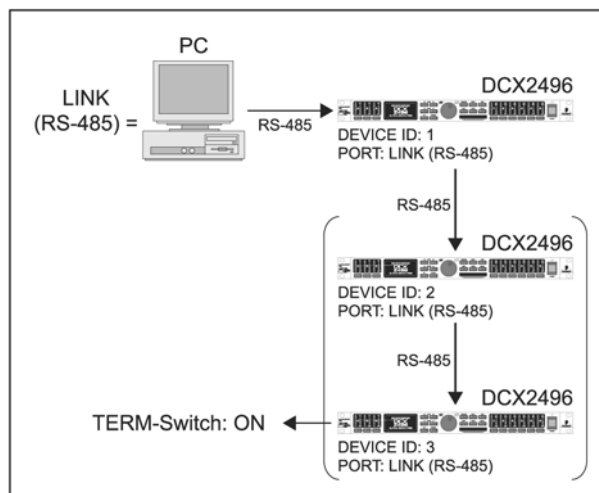 PC
LINK
(RS-485) =
RS-485
DCX2496
DEVICE ID: 1
PORT: LINK (RS-485)
RS-485
DCX2496
DEVICE ID: 2
PORT: LINK (RS-485)
RS-485
DCX2496
TERM-Switch: ON
DEVICE ID: 3
PORT: LINK (RS-485)